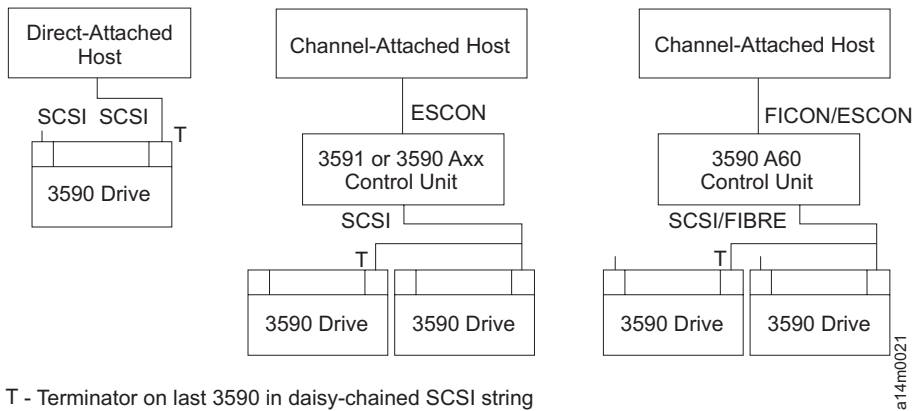 Direct-Attached
Host
SCSI SCSI
T
3590 Drive
Channel-Attached Host
ESCON
3591 or 3590 Axx
Control Unit
SCSI
T
3590 Drive
3590 Drive
Channel-Attached Host
FICON/ESCON
3590 A60
Control Unit
SCSI/FIBRE
T
3590 Drive
3590 Drive
a14m0021
T - Terminator on last 3590 in daisy-chained SCSI string